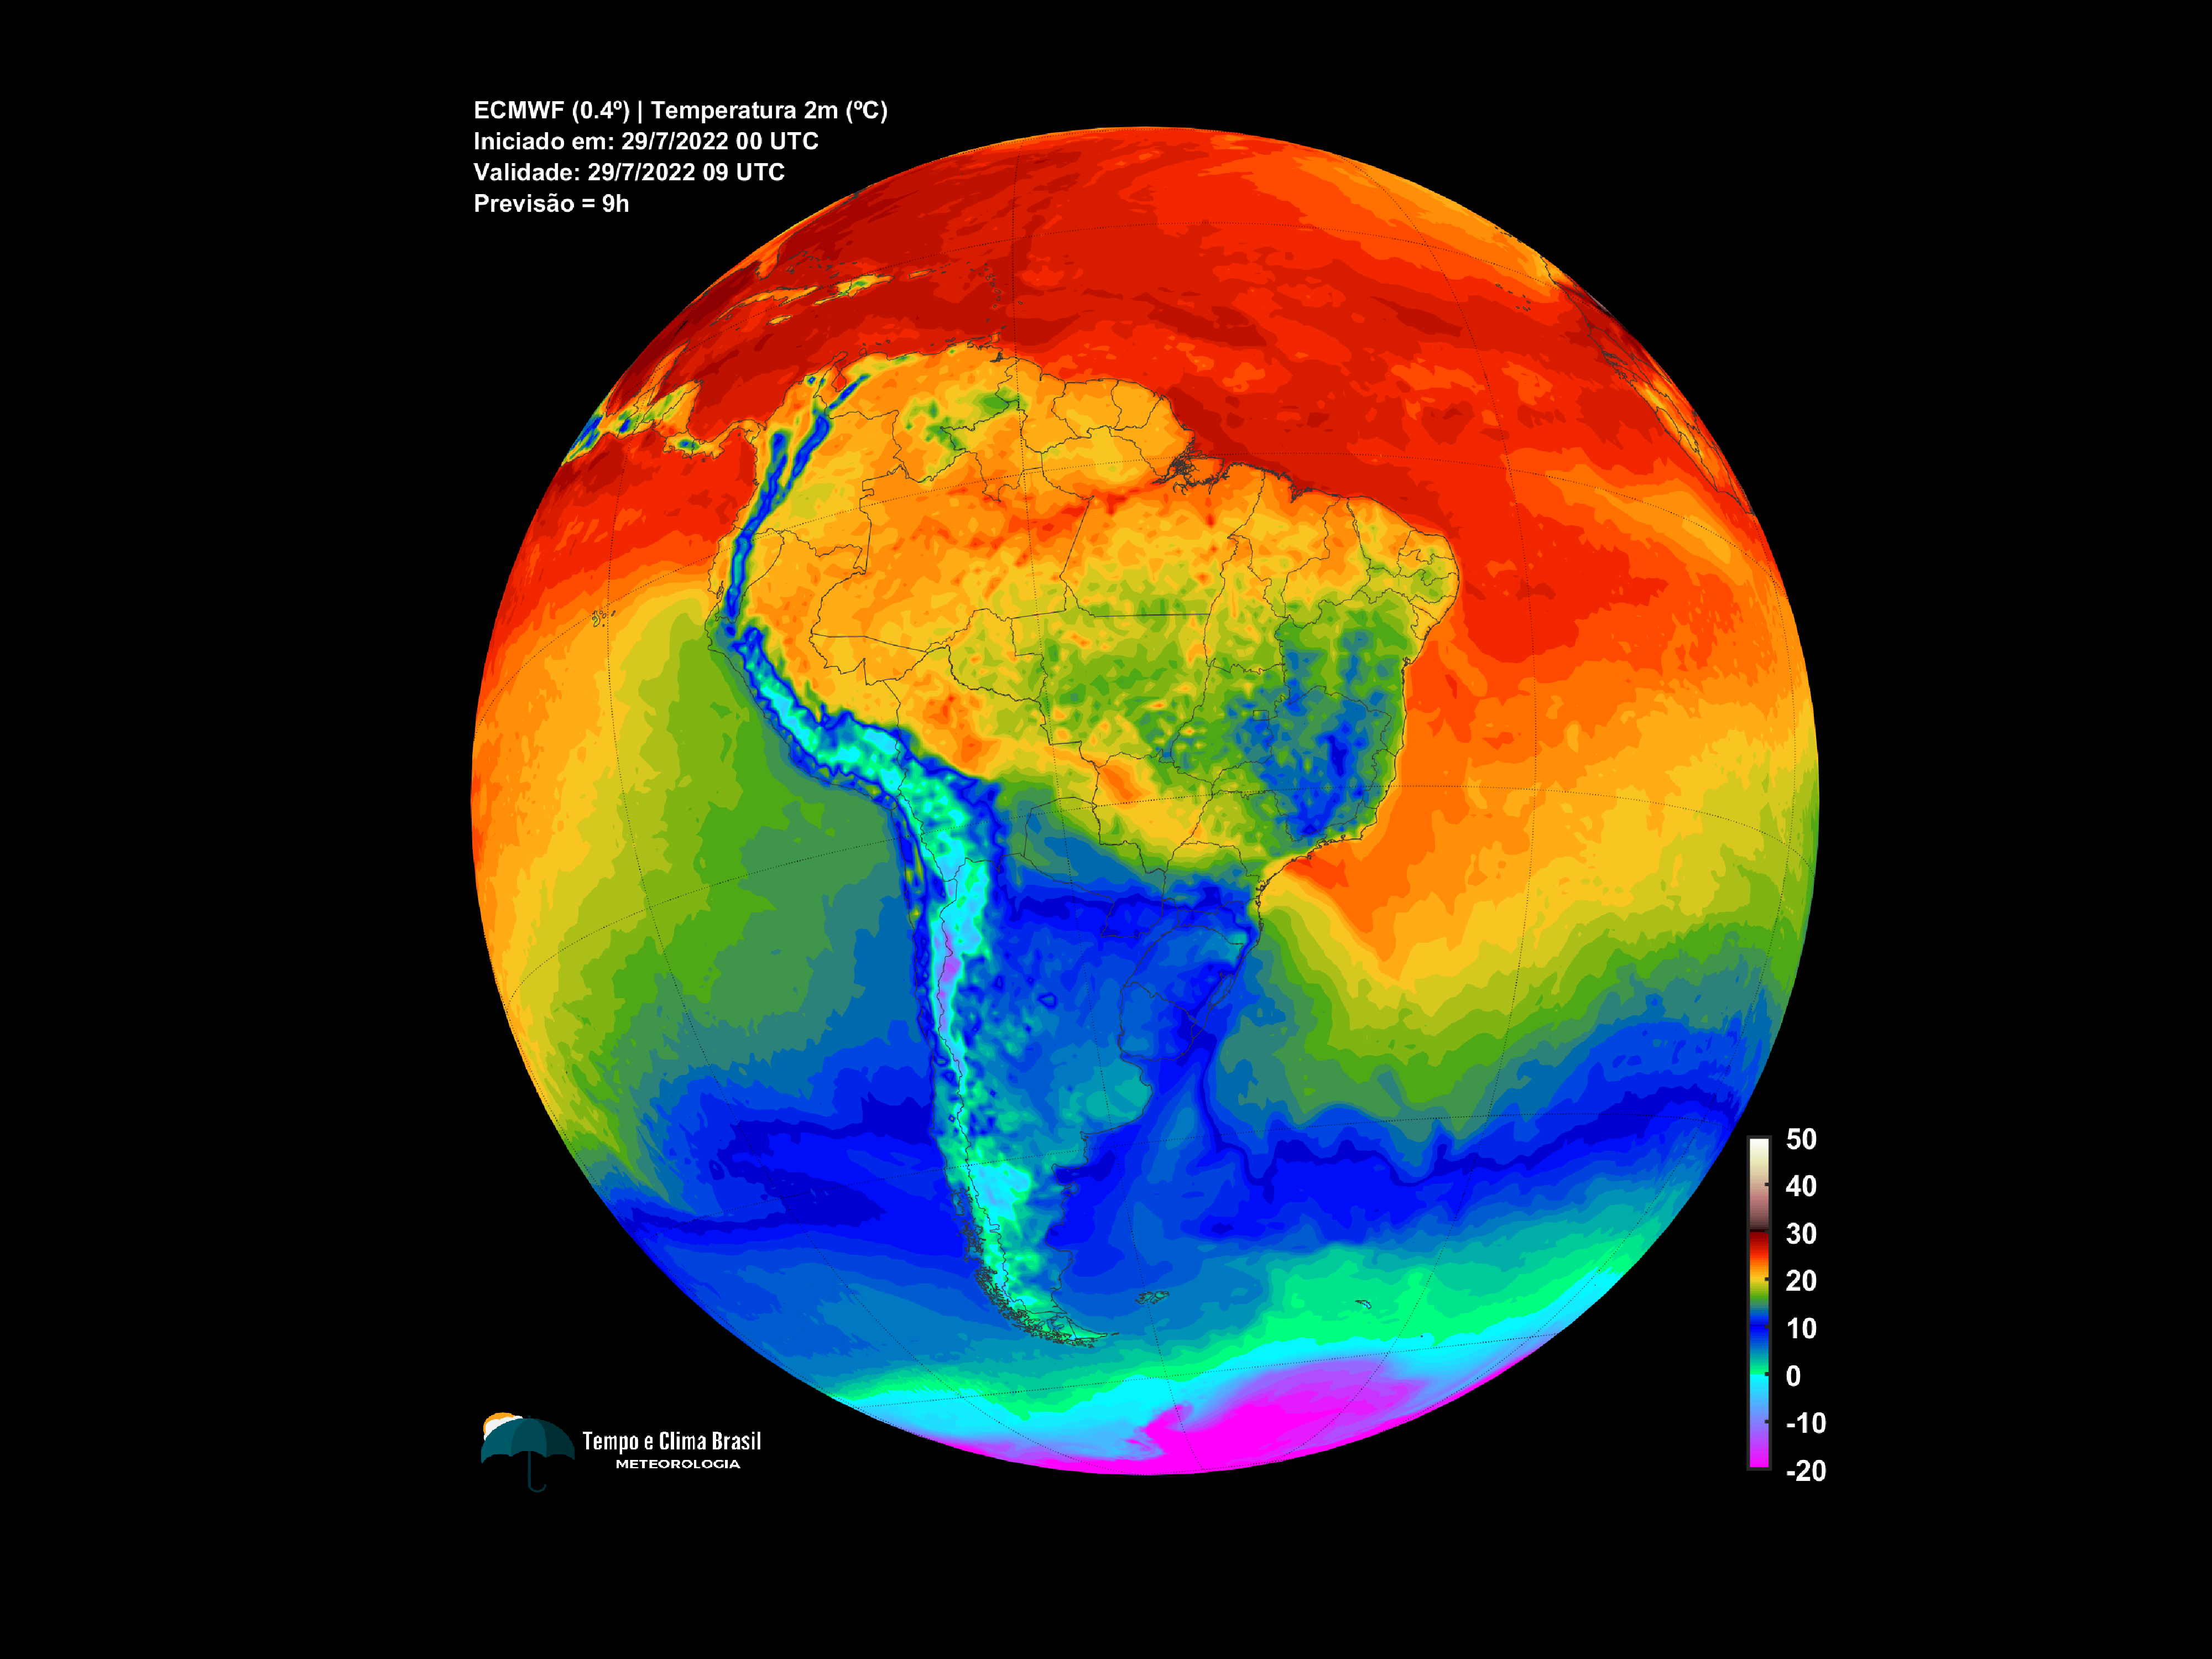 ECMWF (0.4º) | Temperatura 2m (ºC)
Iniciado em: 29/7/2022 00 UTC
Validade: 29/7/2022 09 UTC
Previsão = 9h
50
40
30
20
10
0
-10
-20
Tempo e Clima Brasil
METEOROLOGIA